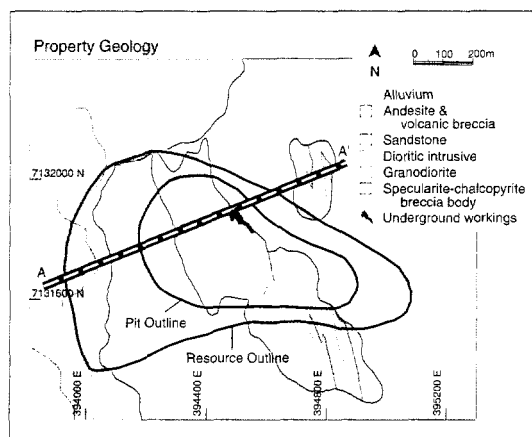 Property Geology
N
0 100 200m
Alluvium
Andesite &
volcanic breccia
Sandstone
Dioritic intrusive
Granodiorite
Specularite-chalcopyrite
breccia body
Underground workings
A'
7132000 N
A
7131600 N
Pit Outline
Resource Outline
394000 E
394400 E
394800 E
395200 E